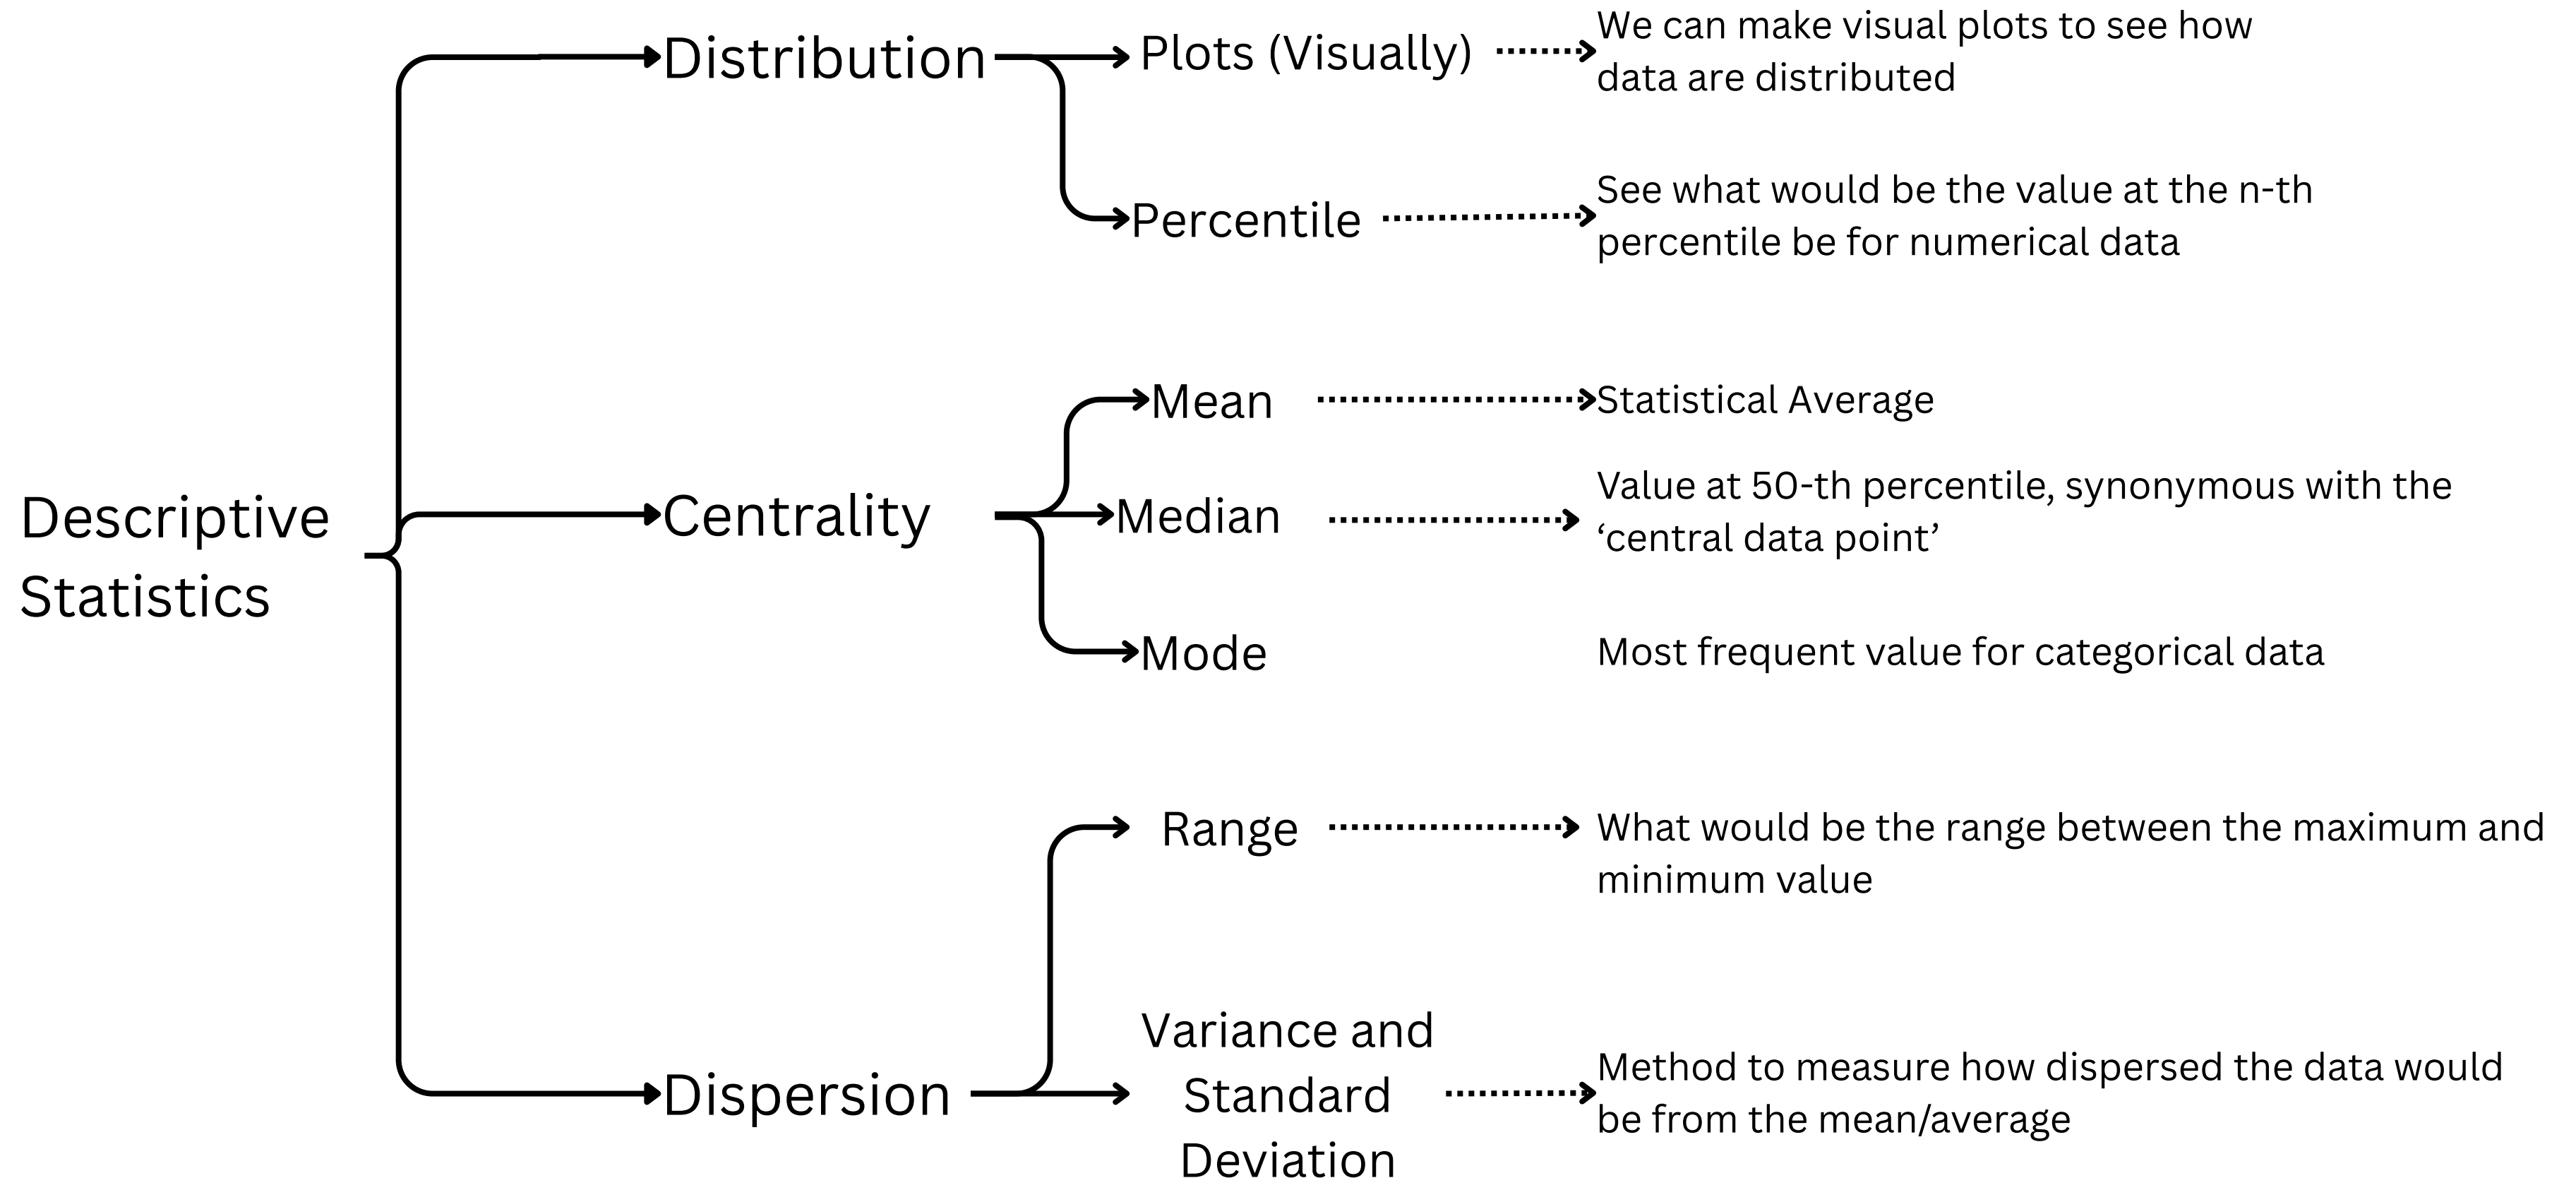 Distribution
Plots (Visually)
We can make visual plots to see how
data are distributed
Percentile
See what would be the value at the n-th
percentile be for numerical data
Descriptive
Statistics
Centrality
Mean
Statistical Average
Median
Value at 50-th percentile, synonymous with the
‘central data point’
Mode
Most frequent value for categorical data
Dispersion
Range
What would be the range between the maximum and
minimum value
Variance and
Standard
Deviation
Method to measure how dispersed the data would
be from the mean/average